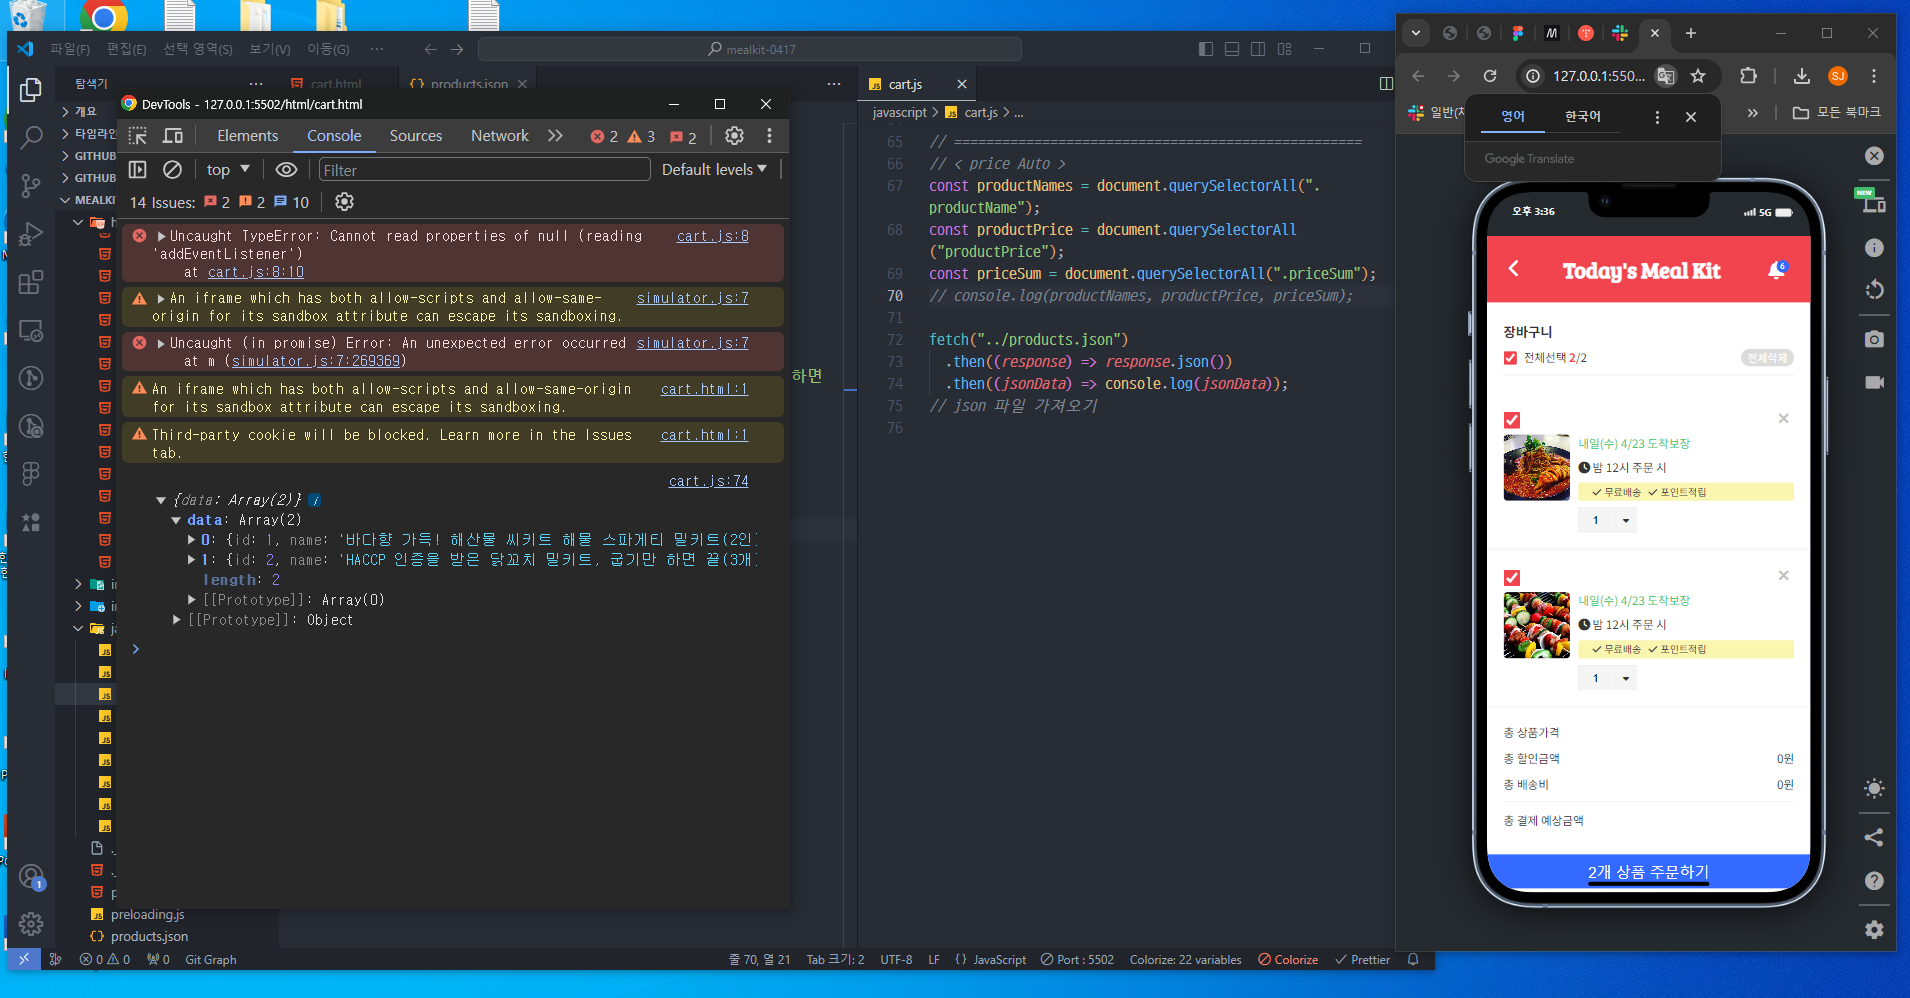 파일(F) 편집(E) 선택 영역(S) 보기(V) 이동(G) ··· mealkit-0417
탐색기 ···
개요
타임라인
GITHUB
GITHUB
MEALKI
preloading.js
products.json
cart.html
products.json
DevTools - 127.0.0.1:5502/html/cart.html
Elements Console Sources Network 2 3 2
top Filter Default levels
14 Issues: 2 2 10
Uncaught TypeError: Cannot read properties of null (reading cart.js:8
'addEventListener')
at cart.js:8:10
An iframe which has both allow-scripts and allow-same- simulator.js:7
origin for its sandbox attribute can escape its sandboxing.
Uncaught (in promise) Error: An unexpected error occurred simulator.js:7
at m (simulator.js:7:269369)
An iframe which has both allow-scripts and allow-same-origin cart.html:1
for its sandbox attribute can escape its sandboxing.
Third-party cookie will be blocked. Learn more in the Issues cart.html:1
tab.
cart.js:74
{data: Array(2)} i
data: Array(2)
0: {id: 1, name: '바다향 가득! 해산물 씨키트 해물 스파게티 밀키트(2인)
1: {id: 2, name: 'HACCP 인증을 받은 닭꼬치 밀키트, 굽기만 하면 끝(3개)
length: 2
[[Prototype]]: Array(0)
[[Prototype]]: Object
하면
cart.js
javascript > cart.js > ...
65 // ===================================================
66 // < price Auto >
67 const productNames = document.querySelectorAll(".
productName");
68 const productPrice = document.querySelectorAll
("productPrice");
69 const priceSum = document.querySelectorAll(".priceSum");
70 // console.log(productNames, productPrice, priceSum);
71
72 fetch("../products.json")
73 .then((response) => response.json())
74 .then((jsonData) => console.log(jsonData));
75 // json 파일 가져오기
76
0 0 0 Git Graph
줄 70, 열 21 Tab 크기: 2 UTF-8 LF {} JavaScript Port : 5502 Colorize: 22 variables Colorize Prettier
127.0.0.1:550... SJ
일반(채 모든 북마크
영어 한국어
Google Translate
NEW
오후 3:36 5G
Today's Meal Kit 6
장바구니
전체선택 2/2 전체삭제
내일(수) 4/23 도착보장
밤 12시 주문 시
무료배송 포인트적립
1
내일(수) 4/23 도착보장
밤 12시 주문 시
무료배송 포인트적립
1
총 상품가격
총 할인금액 0원
총 배송비 0원
총 결제 예상금액
2개 상품 주문하기